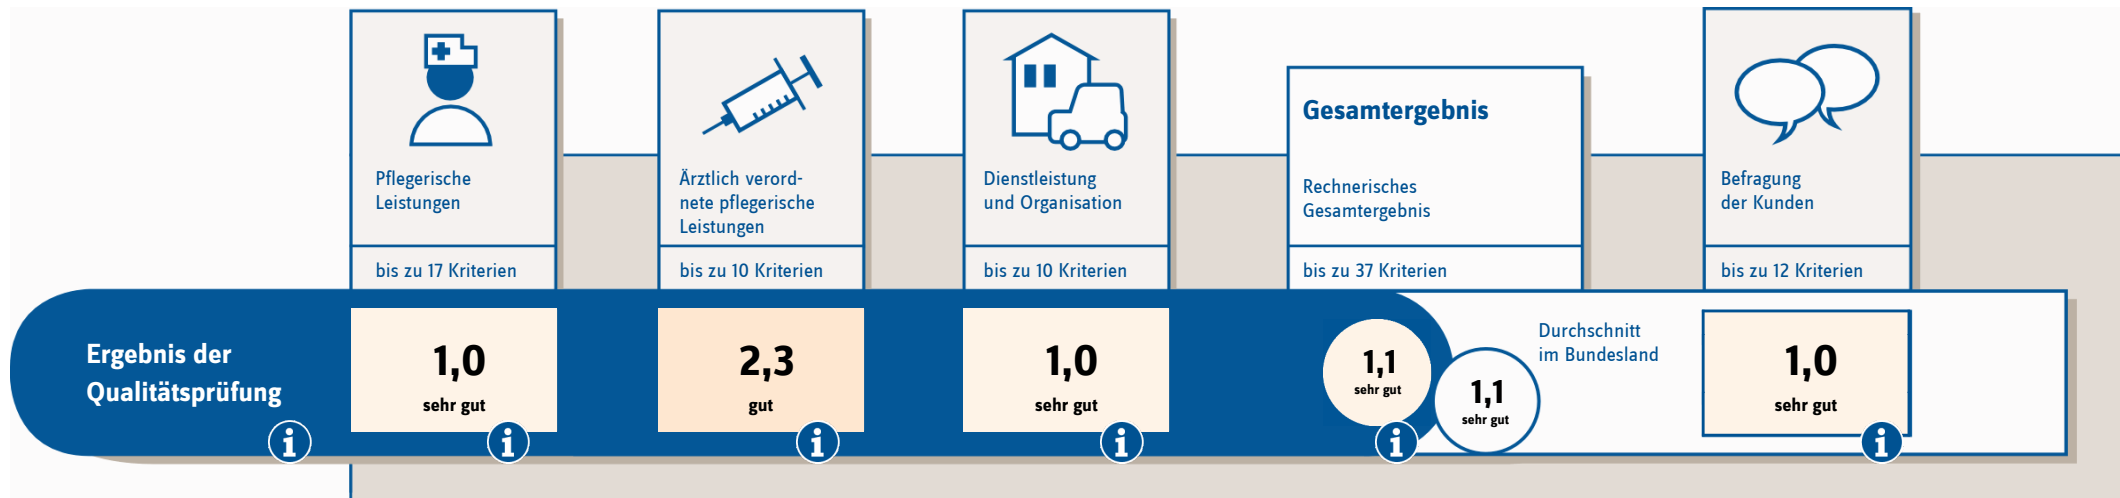 Pflegerische
Leistungen
bis zu 17 Kriterien
Ärztlich verord-
nete pflegerische
Leistungen
bis zu 10 Kriterien
Dienstleistung
und Organisation
bis zu 10 Kriterien
Gesamtergebnis
Rechnerisches
Gesamtergebnis
bis zu 37 Kriterien
Befragung
der Kunden
bis zu 12 Kriterien
Ergebnis der
Qualitätsprüfung
i
1,0
sehr gut
i
2,3
gut
i
1,0
sehr gut
i
1,1
sehr gut
i
1,1
sehr gut
Durchschnitt
im Bundesland
1,0
sehr gut
i